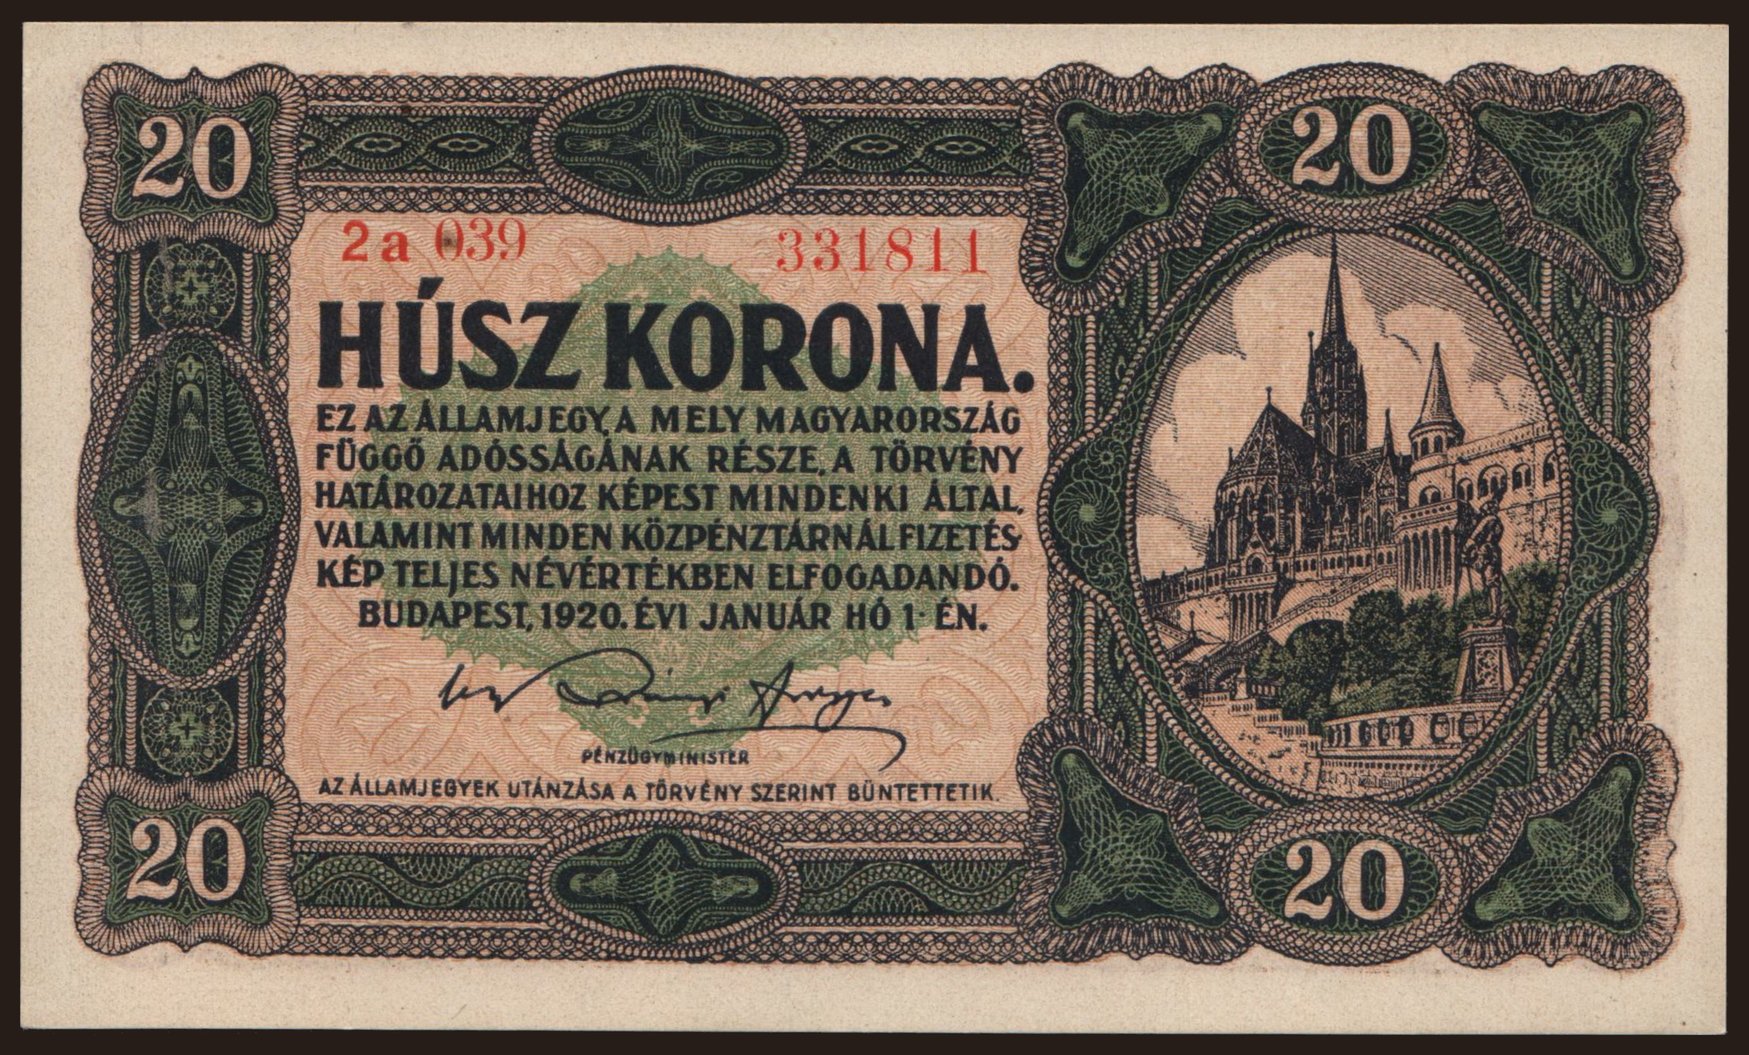 20 20
2a 039 331811
HÚSZ KORONA.
EZ AZ ÁLLAMJEGY, A MELY MAGYARORSZÁG
FÜGGŐ ADÓSSÁGÁNAK RÉSZE, A TÖRVÉNY
HATÁROZATAIHOZ KÉPEST MINDENKI ÁLTAL,
VALAMINT MINDEN KÖZPÉNZTÁRNÁL FIZETÉS
KÉP TELJES NÉVÉRTÉKBEN ELFOGADANDÓ.
BUDAPEST, 1920. ÉVI JANUÁR HÓ 1-ÉN.
PÉNZÜGYMINISTER
AZ ÁLLAMJEGYEK UTÁNZÁSA A TÖRVÉNY SZERINT BÜNTETTETIK.
20 20